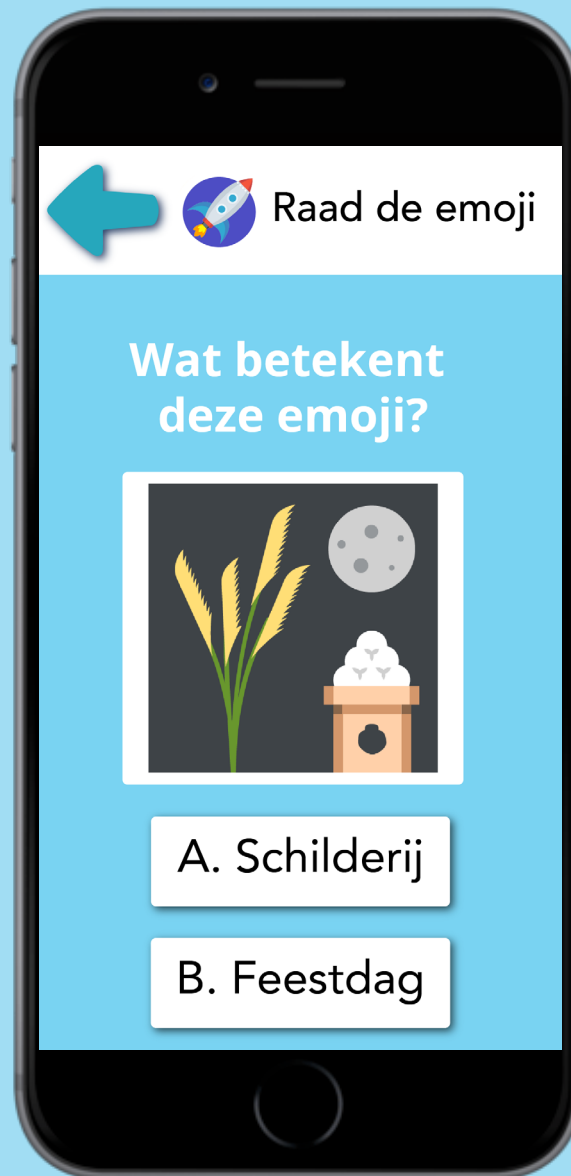 Raad de emoji
Wat betekent
deze emoji?
A. Schilderij
B. Feestdag